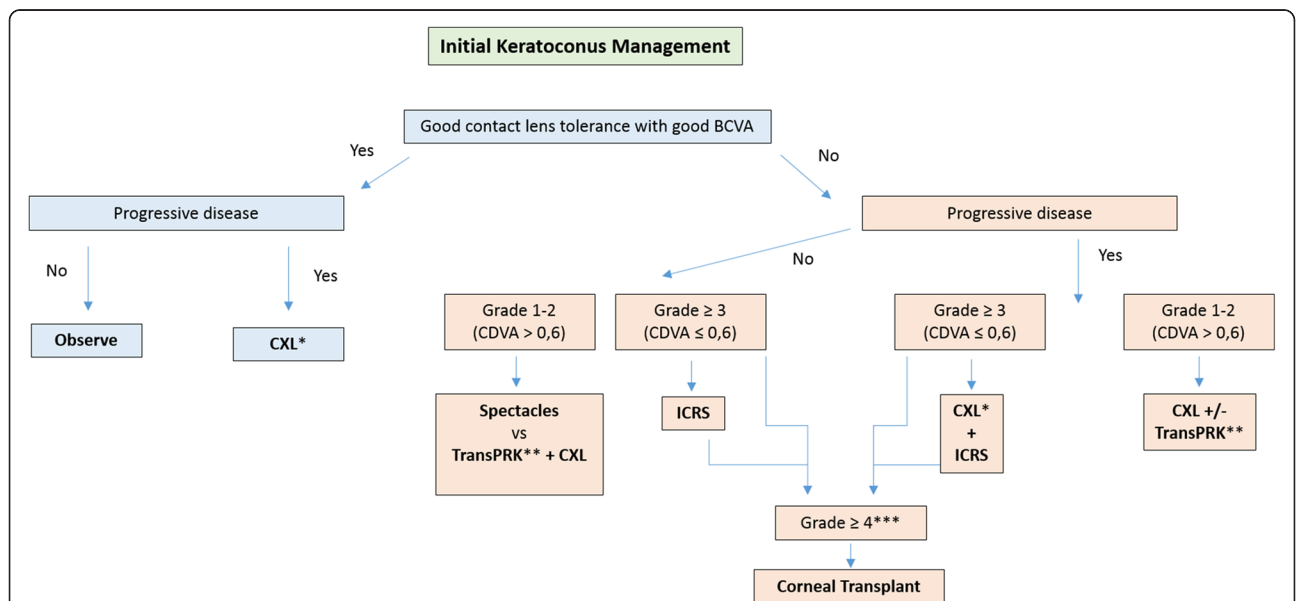 Initial Keratoconus Management
Good contact lens tolerance with good BCVA
Yes
No
Progressive disease
Progressive disease
No
Yes
No
Yes
Observe
CXL*
Grade 1-2
(CDVA > 0,6)
Grade ≥ 3
(CDVA ≤ 0,6)
Grade ≥ 3
(CDVA ≤ 0,6)
Grade 1-2
(CDVA > 0,6)
Spectacles
vs
TransPRK** + CXL
ICRS
CXL*
+
ICRS
CXL +/-
TransPRK**
Grade ≥ 4***
Corneal Transplant